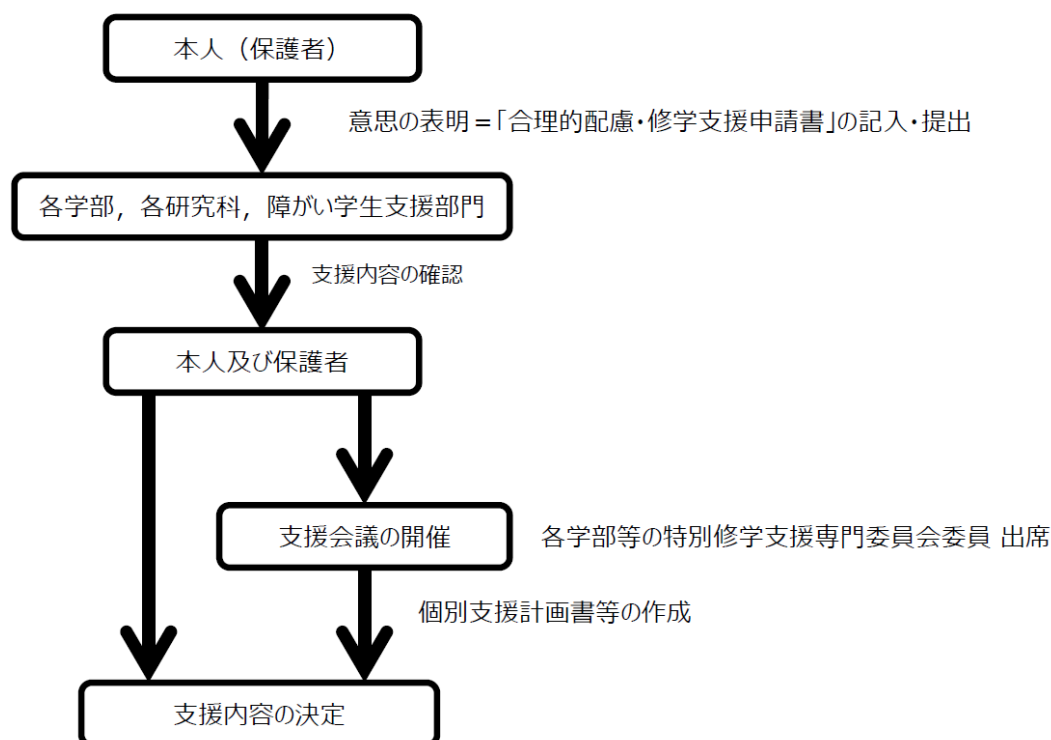 本人（保護者）
意思の表明＝「合理的配慮・修学支援申請書」の記入・提出
各学部，各研究科，障がい学生支援部門
支援内容の確認
本人及び保護者
支援会議の開催
各学部等の特別修学支援専門委員会委員 出席
個別支援計画書等の作成
支援内容の決定